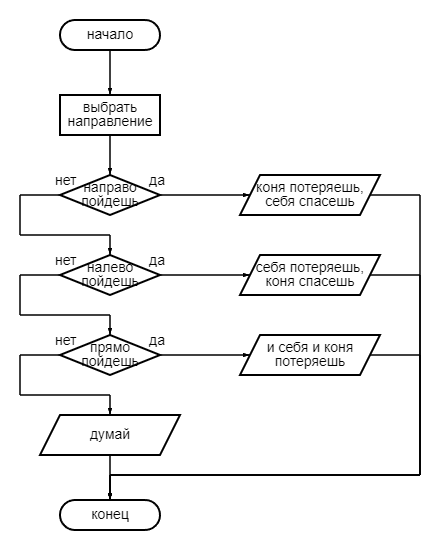 начало
выбрать
направление
нет
да
направо
пойдешь
коня потеряешь,
себя спасешь
нет
да
налево
пойдешь
себя потеряешь,
коня спасешь
нет
да
прямо
пойдешь
и себя и коня
потеряешь
думай
конец